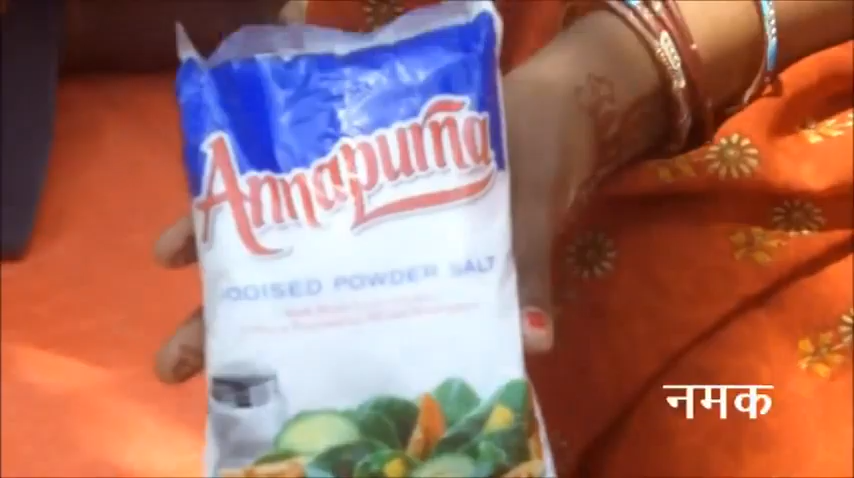 Annapurna
IODISED POWDER SALT
नमक